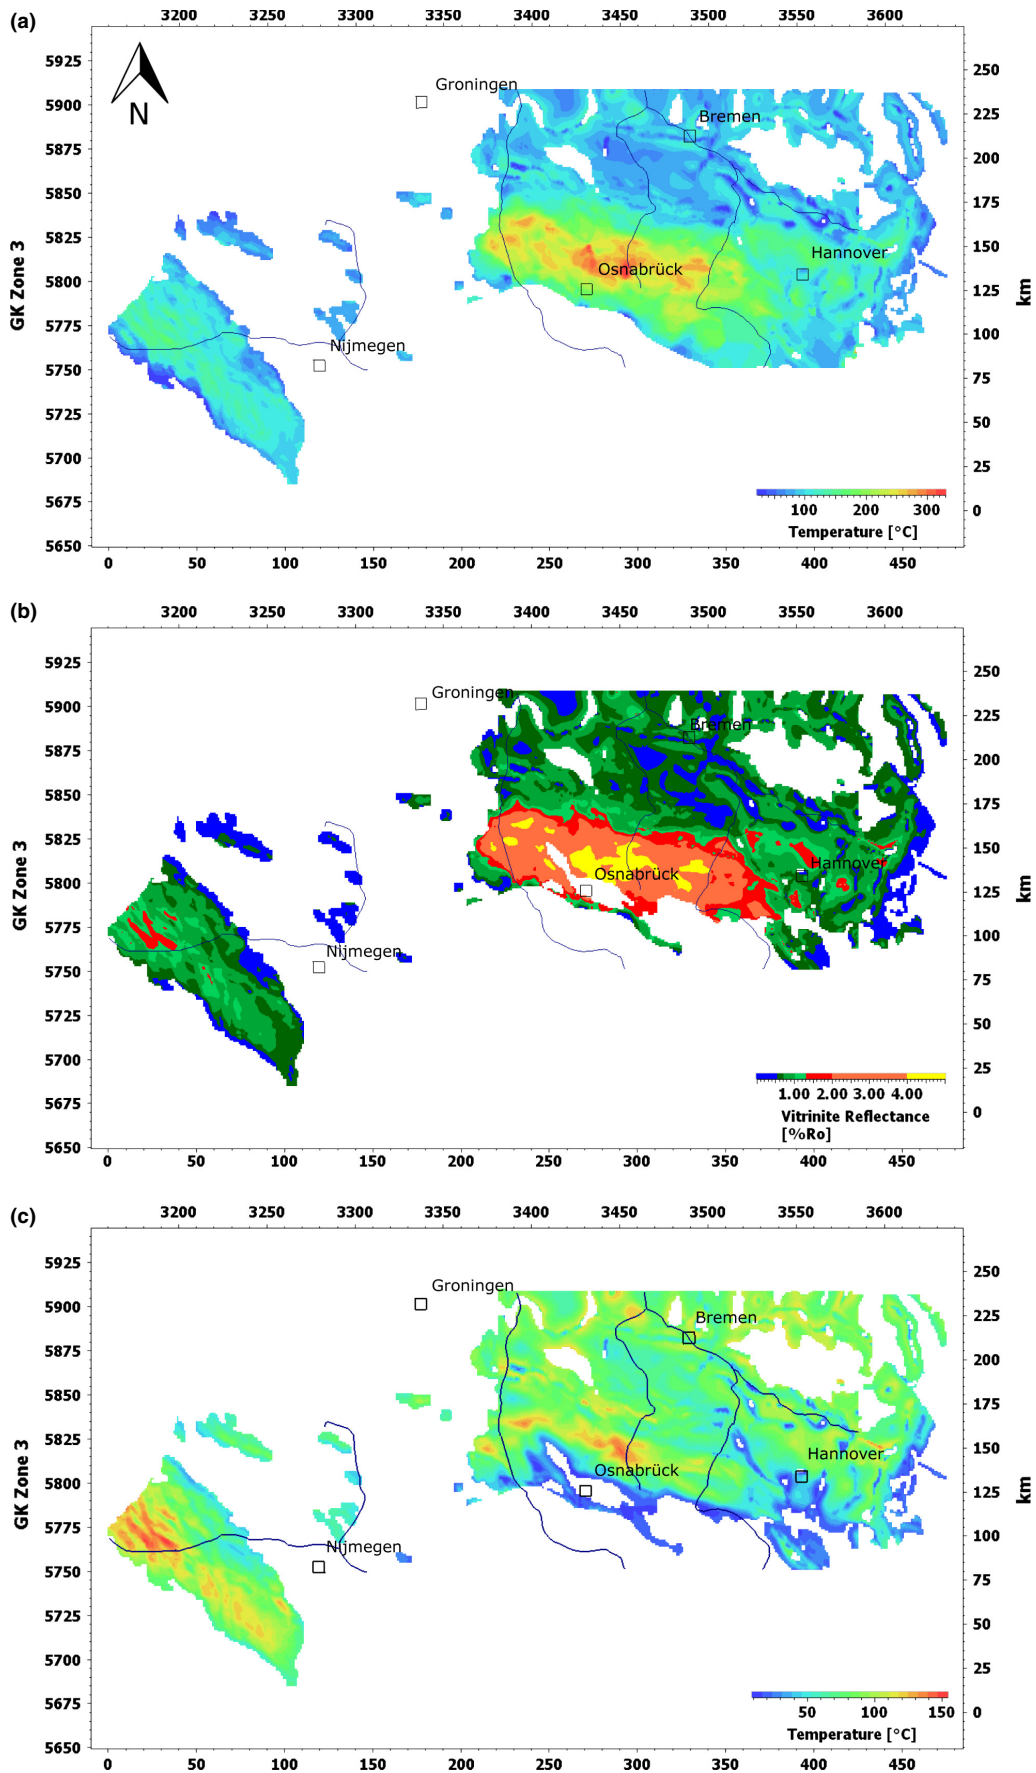 (a)
3200 3250 3300 3350 3400 3450 3500 3550 3600
5925
5900
5875
5850
5825
5800
5775
5750
5725
5700
5675
5650
GK Zone 3
N
Groningen
Bremen
Hannover
Osnabrück
Nijmegen
250
225
200
175
150
125
100
75
50
25
0
km
100 200 300
Temperature [°C]
0 50 100 150 200 250 300 350 400 450
(b)
3200 3250 3300 3350 3400 3450 3500 3550 3600
5925
5900
5875
5850
5825
5800
5775
5750
5725
5700
5675
5650
GK Zone 3
Groningen
Bremen
Hannover
Osnabrück
Nijmegen
250
225
200
175
150
125
100
75
50
25
0
km
1.00 2.00 3.00 4.00
Vitrinite Reflectance
[%Ro]
0 50 100 150 200 250 300 350 400 450
(c)
3200 3250 3300 3350 3400 3450 3500 3550 3600
5925
5900
5875
5850
5825
5800
5775
5750
5725
5700
5675
5650
GK Zone 3
Groningen
Bremen
Hannover
Osnabrück
Nijmegen
250
225
200
175
150
125
100
75
50
25
0
km
50 100 150
Temperature [°C]
0 50 100 150 200 250 300 350 400 450